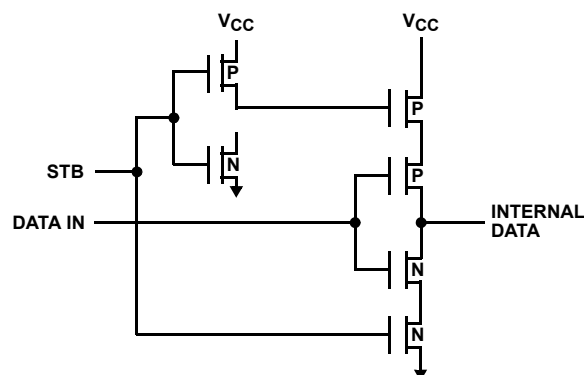 VCC
VCC
P
P
N
P
STB
DATA IN
INTERNAL
DATA
N
N